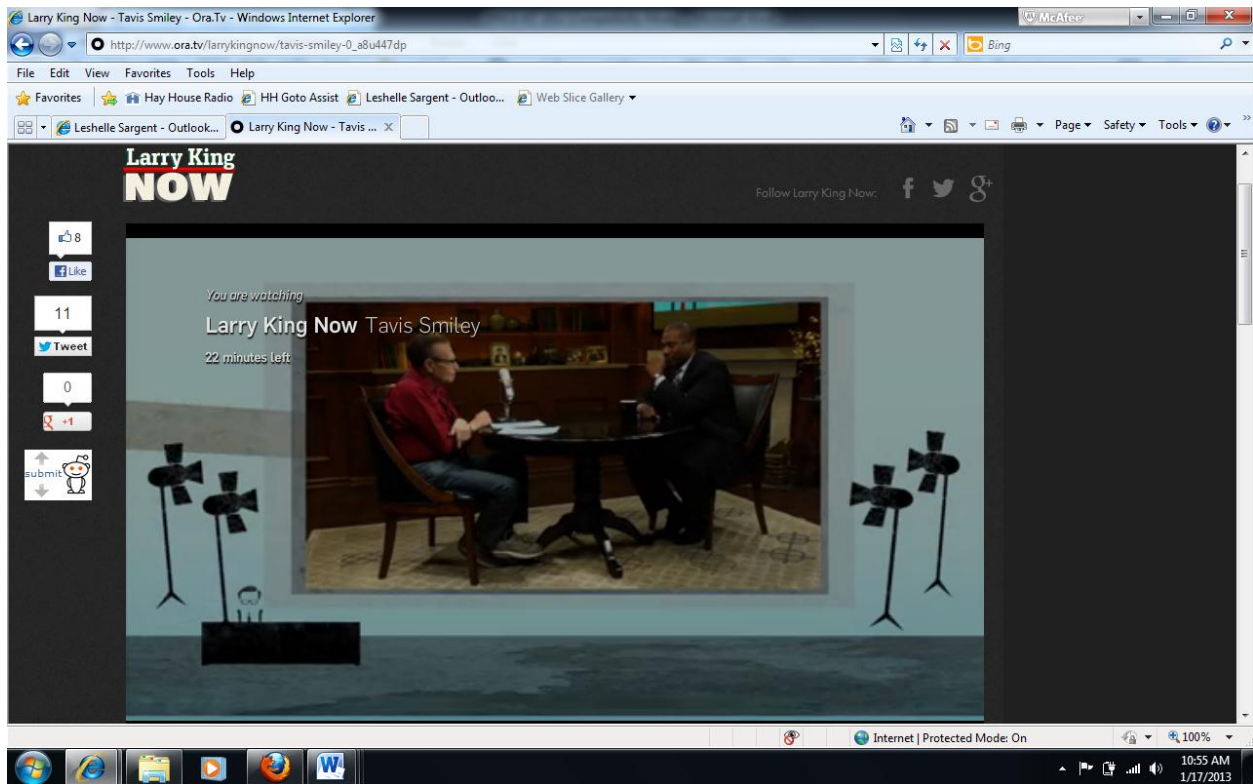 Larry King Now - Tavis Smiley - Ora.Tv - Windows Internet Explorer
McAfee
http://www.ora.tv/larrykingnow/tavis-smiley-0_a8u447dp
Bing
File Edit View Favorites Tools Help
Favorites Hay House Radio HH Goto Assist Leshelle Sargent - Outloo... Web Slice Gallery
Leshelle Sargent - Outlook... Larry King Now - Tavis ... Page Safety Tools
Larry King
NOW
Follow Larry King Now:
8
Like
You are watching
11
Larry King Now Tavis Smiley
Tweet
22 minutes left
0
+1
submit
Internet | Protected Mode: On 100%
10:55 AM
1/17/2013